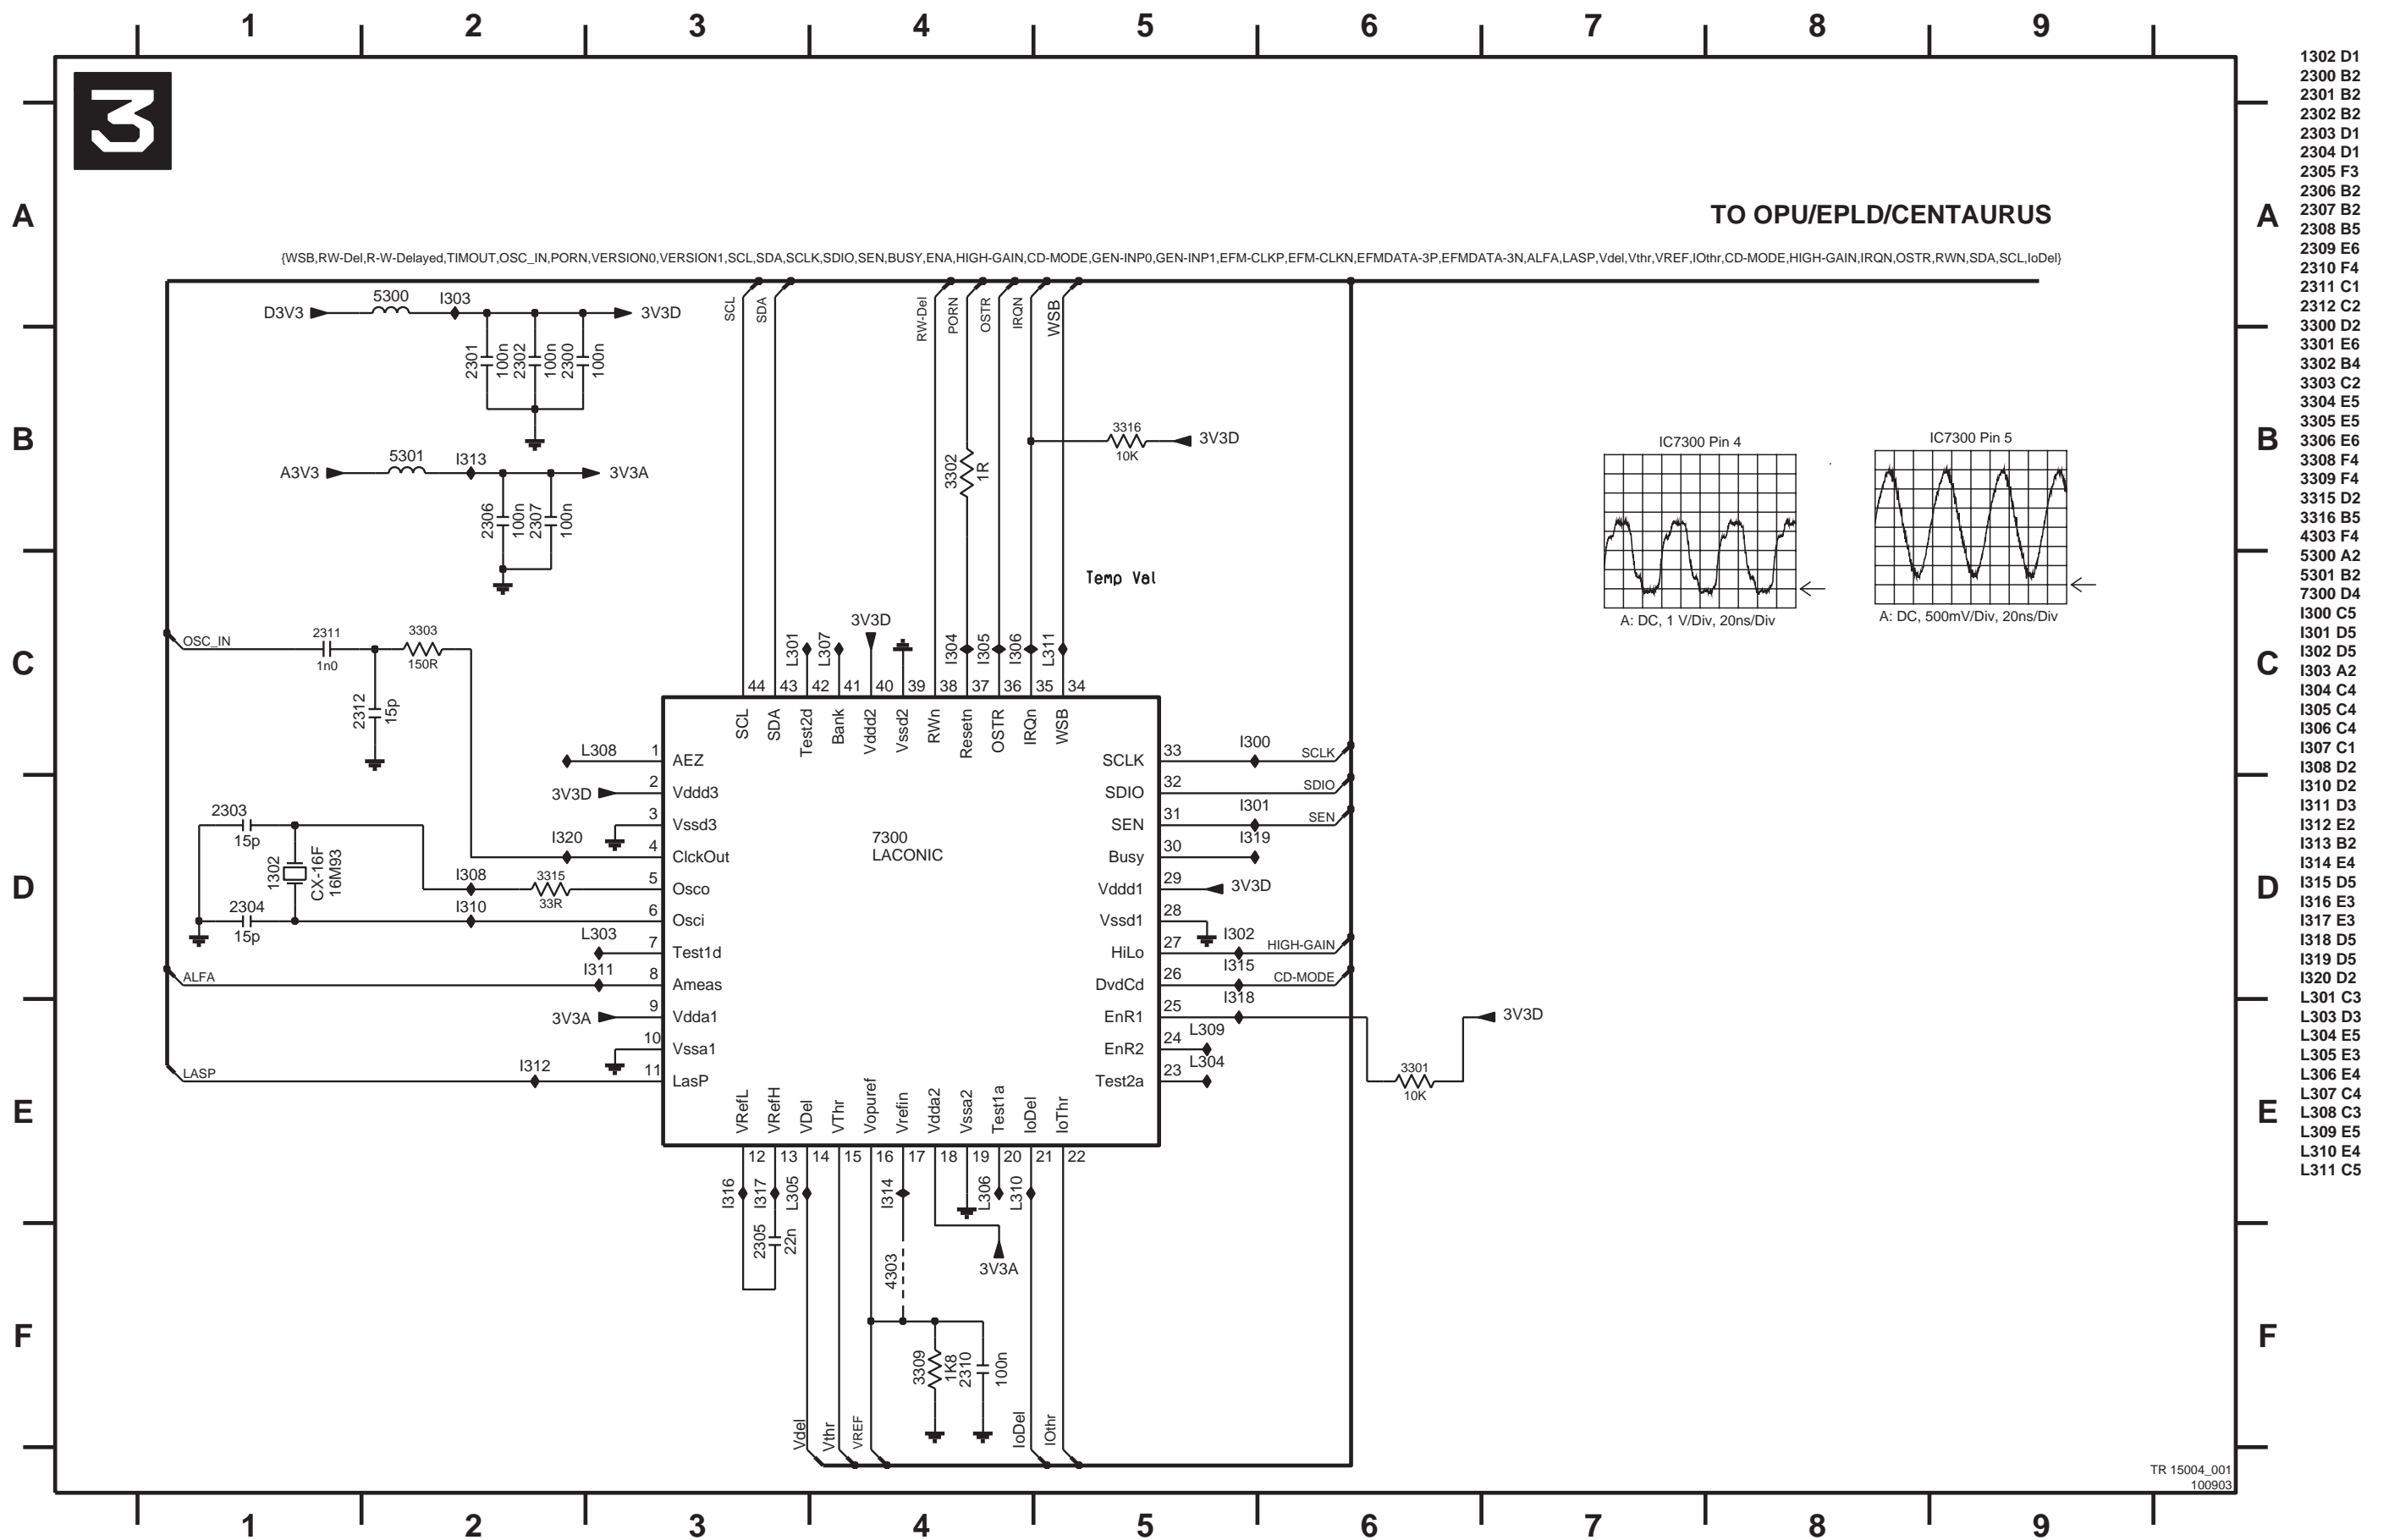 1 2 3 4 5 6 7 8 9
3
A
TO OPU/EPLD/CENTAURUS
A
{WSB,RW-Del,R-W-Delayed,TIMOUT,OSC_IN,PORN,VERSION0,VERSION1,SCL,SDA,SCLK,SDIO,SEN,BUSY,ENA,HIGH-GAIN,CD-MODE,GEN-INP0,GEN-INP1,EFM-CLKP,EFM-CLKN,EFMDATA-3P,EFMDATA-3N,ALFA,LASP,Vdel,Vthr,VREF,IOthr,CD-MODE,HIGH-GAIN,IRQN,OSTR,RWN,SDA,SCL,IoDel}
D3V3
5300
I303
3V3D
2301
100n
2302
100n
2300
100n
SCL
SDA
RW-Del
PORN
OSTR
IRQN
WSB
B
A3V3
5301
I313
3V3A
2306
100n
2307
100n
3302
1R
3316
10K
3V3D
IC7300 Pin 4
A: DC, 1 V/Div, 20ns/Div
IC7300 Pin 5
A: DC, 500mV/Div, 20ns/Div
B
Temp Val
C
OSC_IN
2311
1n0
3303
150R
2312
15p
L301
L307
3V3D
I304
I305
I306
L311
C
44 43 42 41 40 39 38 37 36 35 34
SCL
SDA
Test2d
Bank
Vddd2
Vssd2
RWn
Resetn
OSTR
IRQn
WSB
L308
1
AEZ
3V3D
2
Vddd3
3
Vssd3
I320
4
ClckOut
I308
3315
33R
5
Osco
I310
6
Osci
L303
7
Test1d
I311
8
Ameas
3V3A
9
Vdda1
10
Vssa1
I312
11
LasP
D
2303
15p
1302
CX-16F
16M93
2304
15p
ALFA
LASP
7300
LACONIC
SCLK
33
I300
SCLK
SDIO
32
SDIO
SEN
31
I301
SEN
Busy
30
I319
Vddd1
29
3V3D
Vssd1
28
HiLo
27
I302
HIGH-GAIN
DvdCd
26
I315
CD-MODE
EnR1
25
I318
EnR2
24
L309
Test2a
23
L304
3V3D
3301
10K
D
E
VRefL
VRefH
VDel
VThr
Vopuref
Vrefin
Vdda2
Vssa2
Test1a
IoDel
IoThr
E
12 13 14 15 16 17 18 19 20 21 22
I316
I317
L305
I314
L306
L310
2305
22n
4303
3V3A
F
3309
1K8
2310
100n
F
Vdel
Vthr
VREF
IoDel
IOthr
TR 15004_001
100903
1 2 3 4 5 6 7 8 9
1302 D1
2300 B2
2301 B2
2302 B2
2303 D1
2304 D1
2305 F3
2306 B2
2307 B2
2308 B5
2309 E6
2310 F4
2311 C1
2312 C2
3300 D2
3301 E6
3302 B4
3303 C2
3304 E5
3305 E5
3306 E6
3308 F4
3309 F4
3315 D2
3316 B5
4303 F4
5300 A2
5301 B2
7300 D4
I300 C5
I301 D5
I302 D5
I303 A2
I304 C4
I305 C4
I306 C4
I307 C1
I308 D2
I310 D2
I311 D3
I312 E2
I313 B2
I314 E4
I315 D5
I316 E3
I317 E3
I318 D5
I319 D5
I320 D2
L301 C3
L303 D3
L304 E5
L305 E3
L306 E4
L307 C4
L308 C3
L309 E5
L310 E4
L311 C5